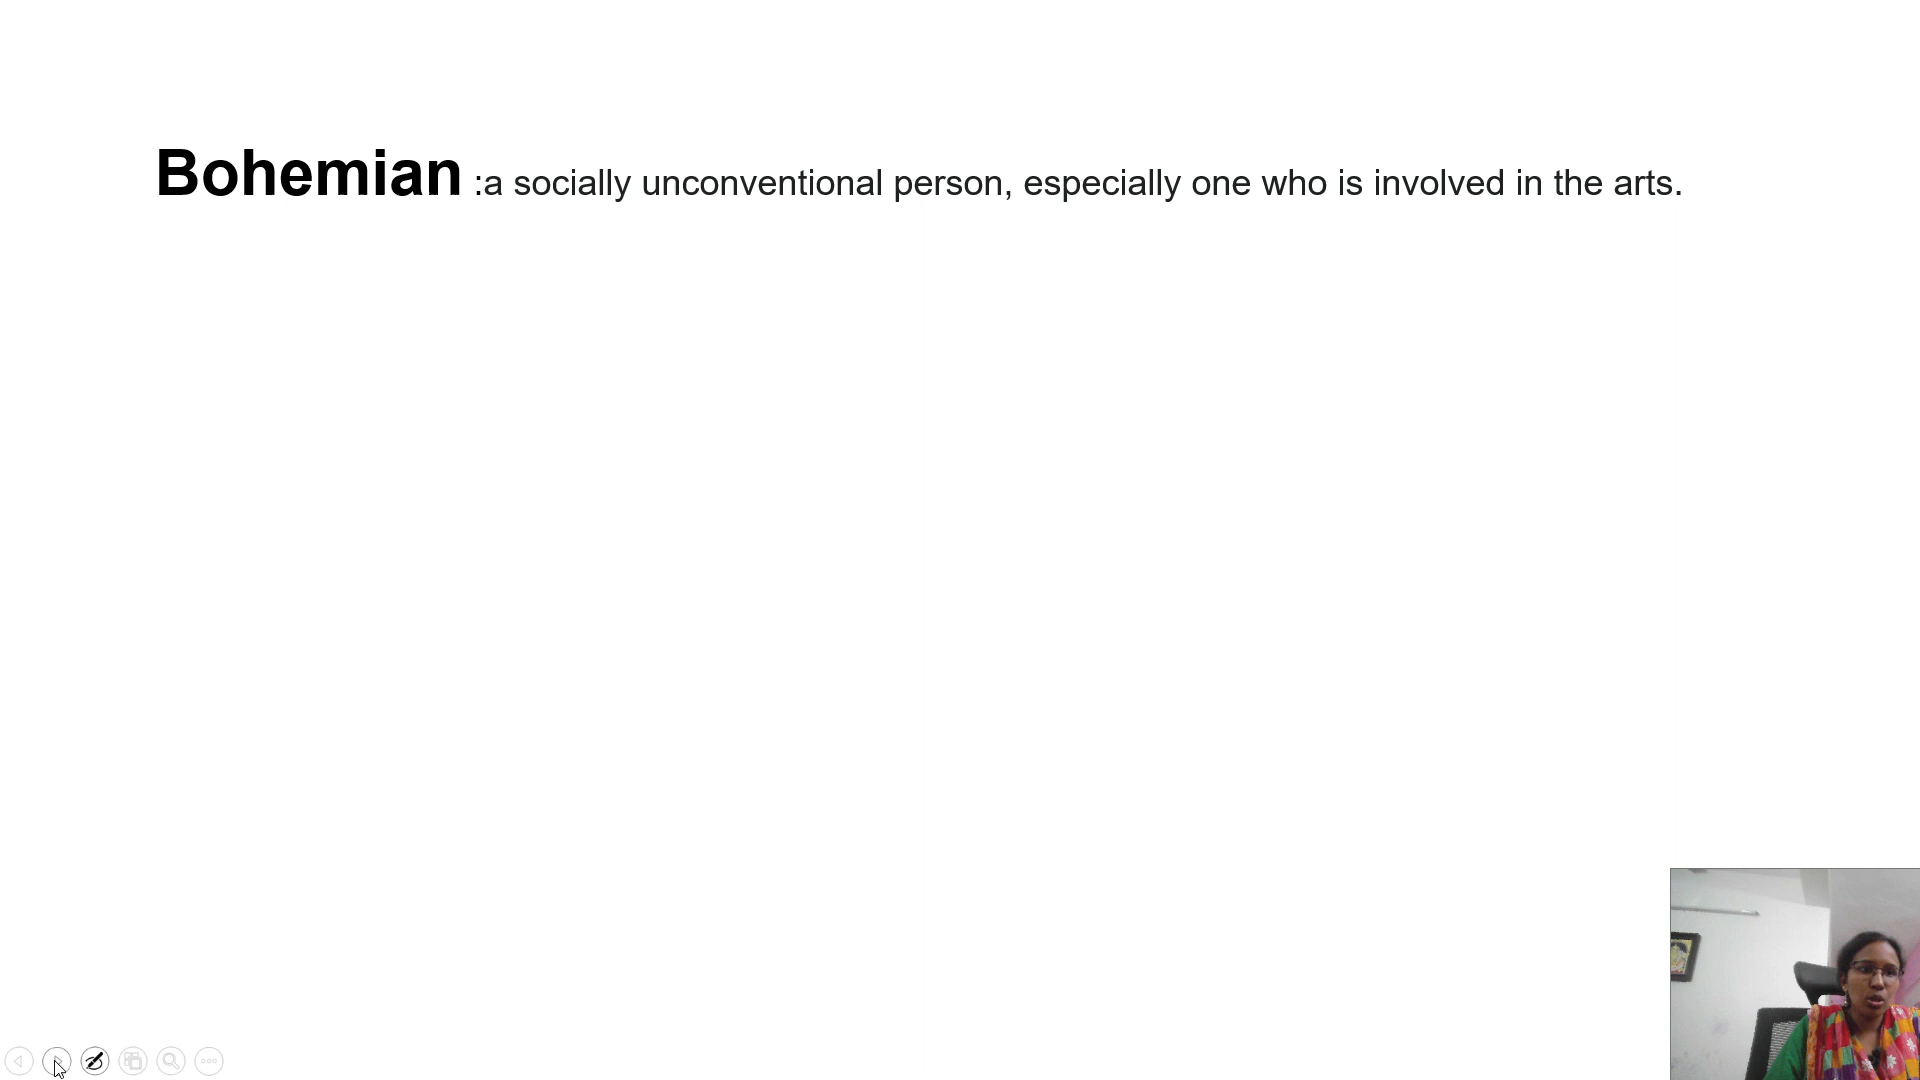 Bohemian :a socially unconventional person, especially one who is involved in the arts.